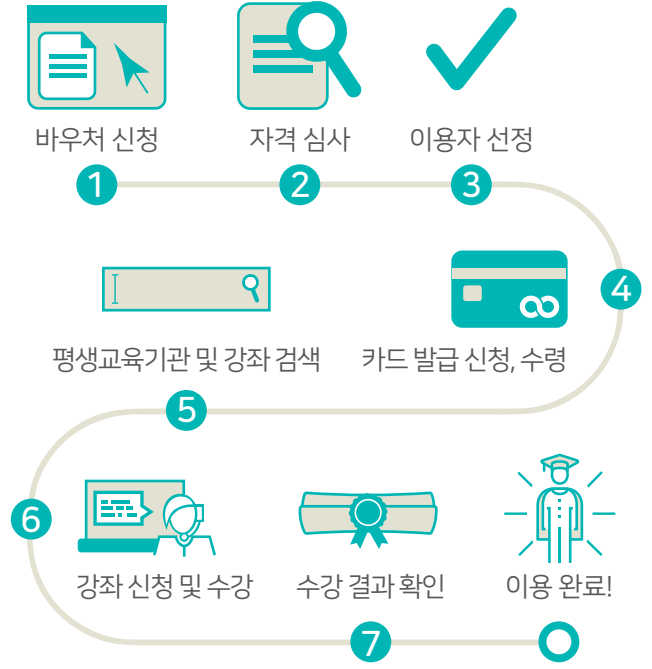 바우처 신청
1
자격 심사
2
이용자 선정
3
4
카드 발급 신청, 수령
평생교육기관 및 강좌 검색
5
6
강좌 신청 및 수강
수강 결과 확인
7
이용 완료!